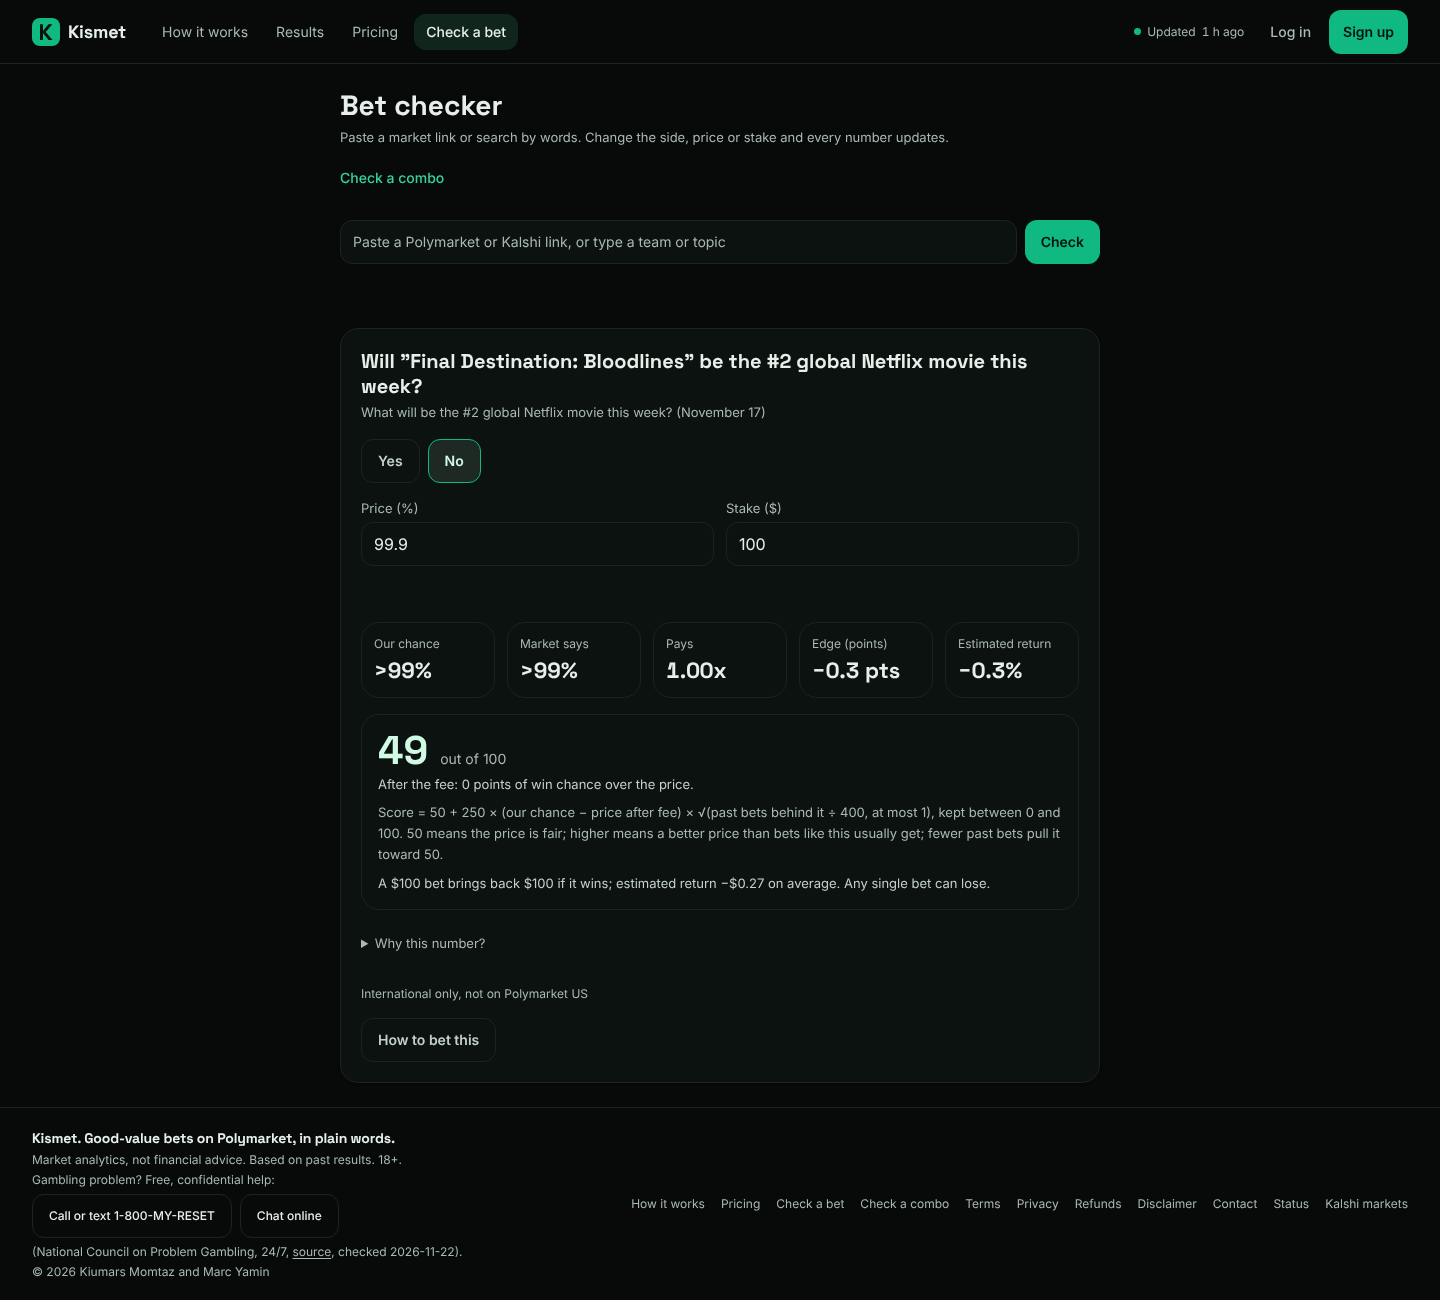 K Kismet
How it works
Results
Pricing
Check a bet
Updated 1 h ago
Log in
Sign up
Bet checker
Paste a market link or search by words. Change the side, price or stake and every number updates.
Check a combo
Paste a Polymarket or Kalshi link, or type a team or topic
Check
Will "Final Destination: Bloodlines" be the #2 global Netflix movie this
week?
What will be the #2 global Netflix movie this week? (November 17)
Yes
No
Price (%)
Stake ($)
99.9
100
Our chance
>99%
Market says
>99%
Pays
1.00x
Edge (points)
−0.3 pts
Estimated return
−0.3%
49 out of 100
After the fee: 0 points of win chance over the price.
Score = 50 + 250 × (our chance − price after fee) × √(past bets behind it ÷ 400, at most 1), kept between 0 and
100. 50 means the price is fair; higher means a better price than bets like this usually get; fewer past bets pull it
toward 50.
A $100 bet brings back $100 if it wins; estimated return −$0.27 on average. Any single bet can lose.
Why this number?
International only, not on Polymarket US
How to bet this
Kismet. Good-value bets on Polymarket, in plain words.
Market analytics, not financial advice. Based on past results. 18+.
Gambling problem? Free, confidential help:
Call or text 1-800-MY-RESET
Chat online
(National Council on Problem Gambling, 24/7, source, checked 2026-11-22).
© 2026 Kiumars Momtaz and Marc Yamin
How it works
Pricing
Check a bet
Check a combo
Terms
Privacy
Refunds
Disclaimer
Contact
Status
Kalshi markets